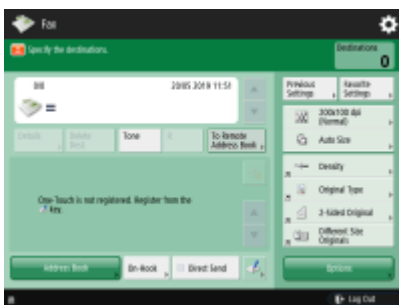 Fax
Specify the destinations.
Destinations
0
20/05 2019 11:51
Previous Settings
Favorite Settings
200x100 dpi (Normal)
Auto Size
Details
Delete Dest.
Tone
R
To Remote Address Book
Density
Original Type
One-Touch is not registered. Register from the
key.
2-Sided Original
Different Size Originals
Address Book
On-Hook
Direct Send
Options
Log Out